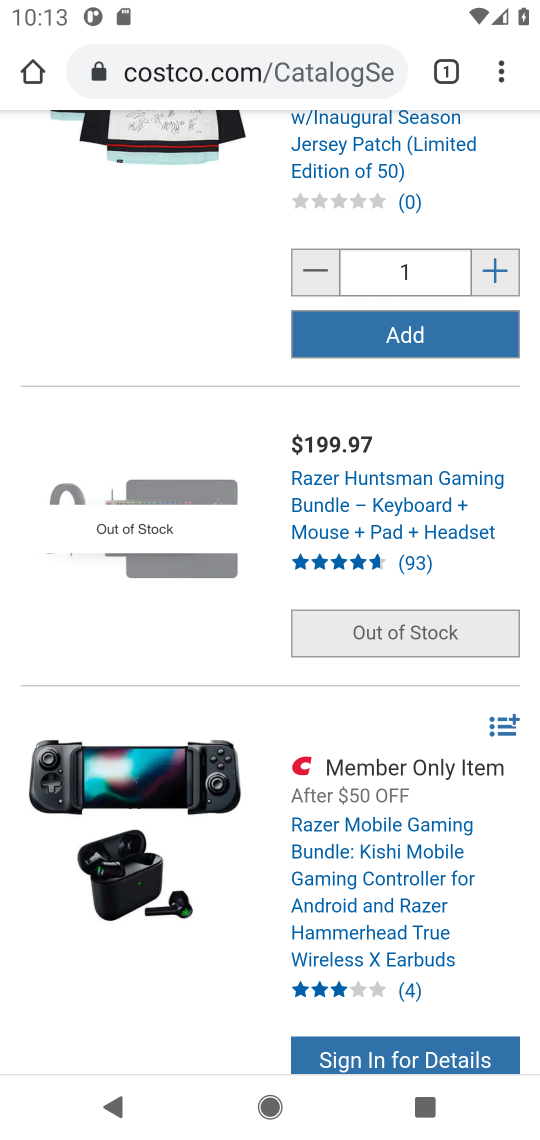 10:13
costco.com/CatalogSe
1
w/Inaugural Season
Jersey Patch (Limited
Edition of 50)
(0)
1
Add
$199.97
Razer Huntsman Gaming
Bundle – Keyboard +
Mouse + Pad + Headset
Out of Stock
(93)
Out of Stock
Member Only Item
After $50 OFF
Razer Mobile Gaming
Bundle: Kishi Mobile
Gaming Controller for
Android and Razer
Hammerhead True
Wireless X Earbuds
(4)
Sign In for Details